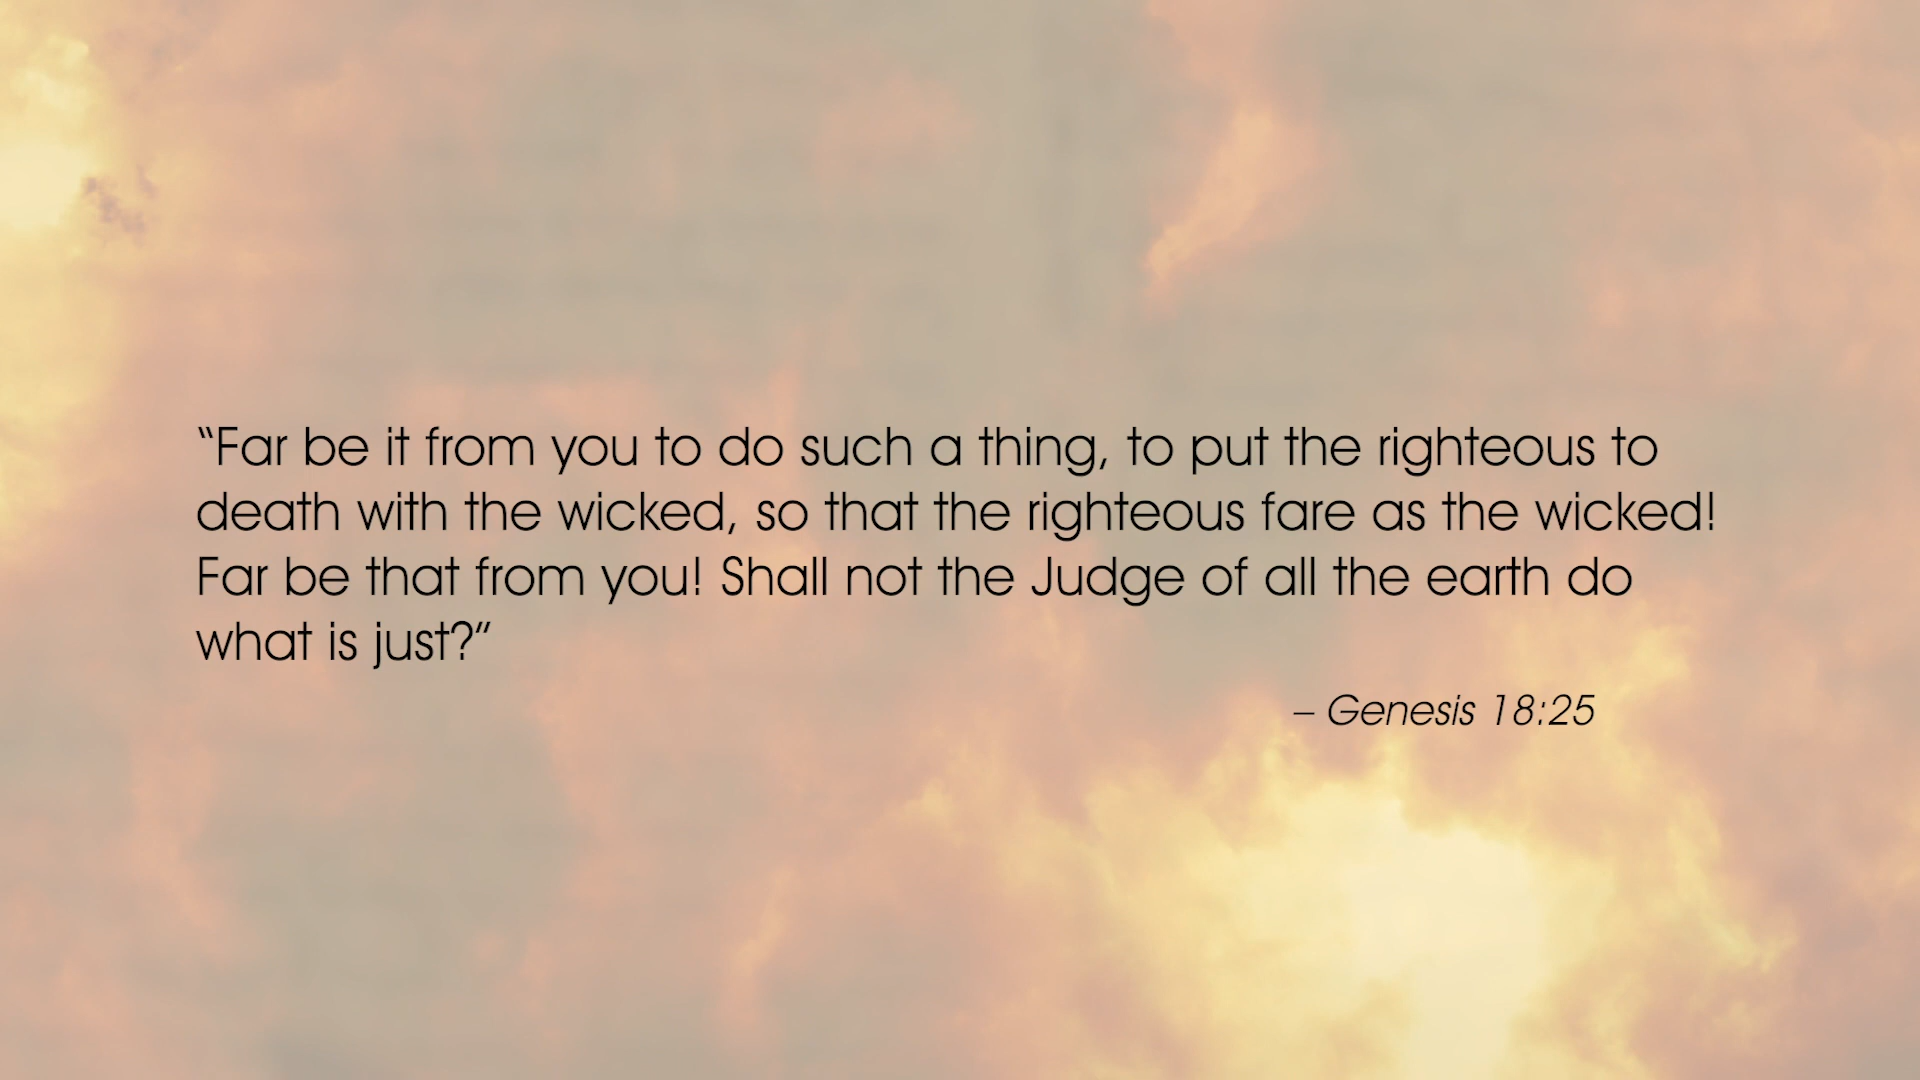 “Far be it from you to do such a thing, to put the righteous to
death with the wicked, so that the righteous fare as the wicked!
Far be that from you! Shall not the Judge of all the earth do
what is just?”
– Genesis 18:25